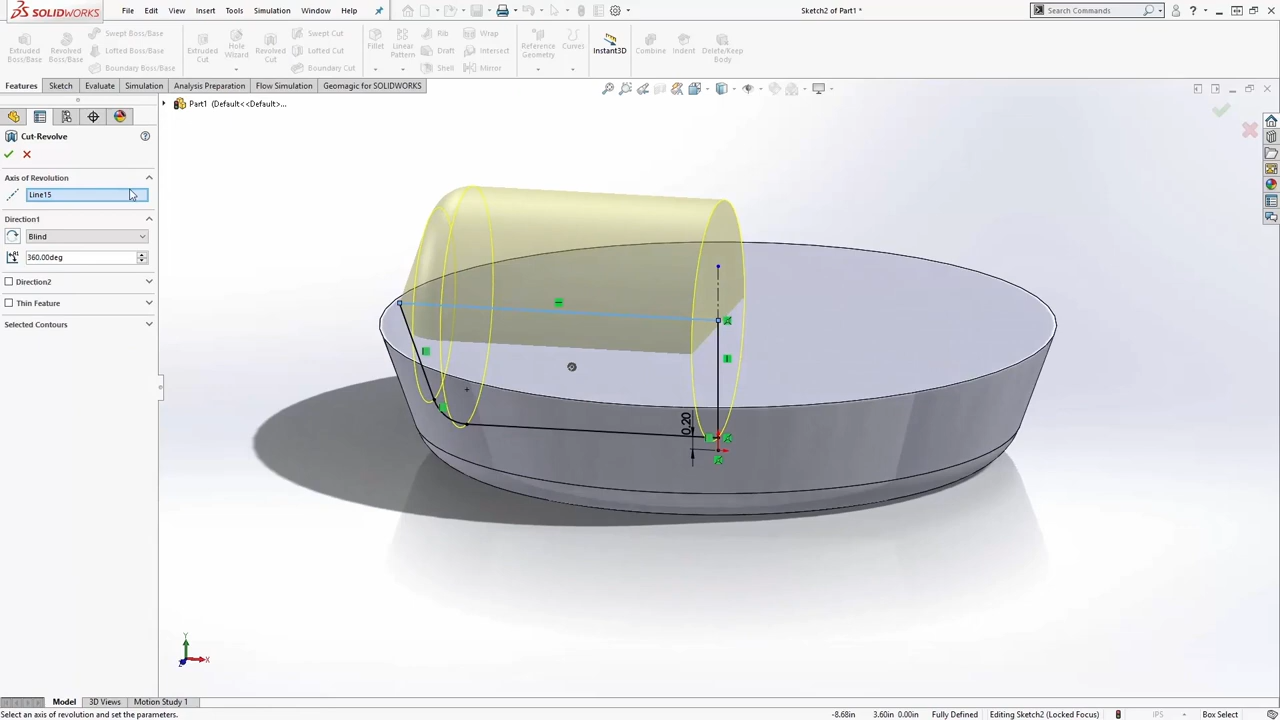 SOLIDWORKS File Edit View Insert Tools Simulation Window Help Sketch2 of Part1 * Search Commands
Extruded Boss/Base Revolved Boss/Base Swept Boss/Base Extruded Cut Hole Wizard Revolved Cut Swept Cut Fillet Linear Pattern Rib Wrap Reference Geometry Curves Instant3D Combine Indent Delete/Keep Body
Lofted Boss/Base Lofted Cut Draft Intersect
Boundary Boss/Base Boundary Cut Shell Mirror
Features Sketch Evaluate Simulation Analysis Preparation Flow Simulation Geomagic for SOLIDWORKS
Part1 (Default<<Default>...
Cut-Revolve
Axis of Revolution
Line15
Direction1
Blind
360.00deg
Direction2
Thin Feature
Selected Contours
0.20
Y
X
Z
Model 3D Views Motion Study 1
Select an axis of revolution and set the parameters. -8.68in 3.60in 0.00in Fully Defined Editing Sketch2 (Locked Focus) IPS Box Select